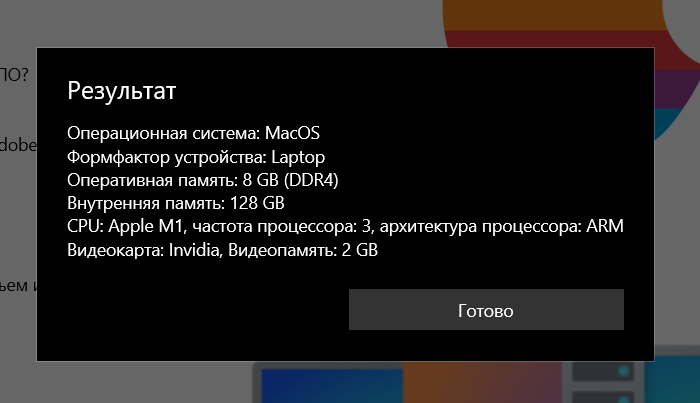 ПО?
Результат
dobe
Операционная система: MacOS
Формфактор устройства: Laptop
Оперативная память: 8 GB (DDR4)
Внутренняя память: 128 GB
CPU: Apple M1, частота процессора: 3, архитектура процессора: ARM
Видеокарта: Invidia, Видеопамять: 2 GB
ьем и
Готово